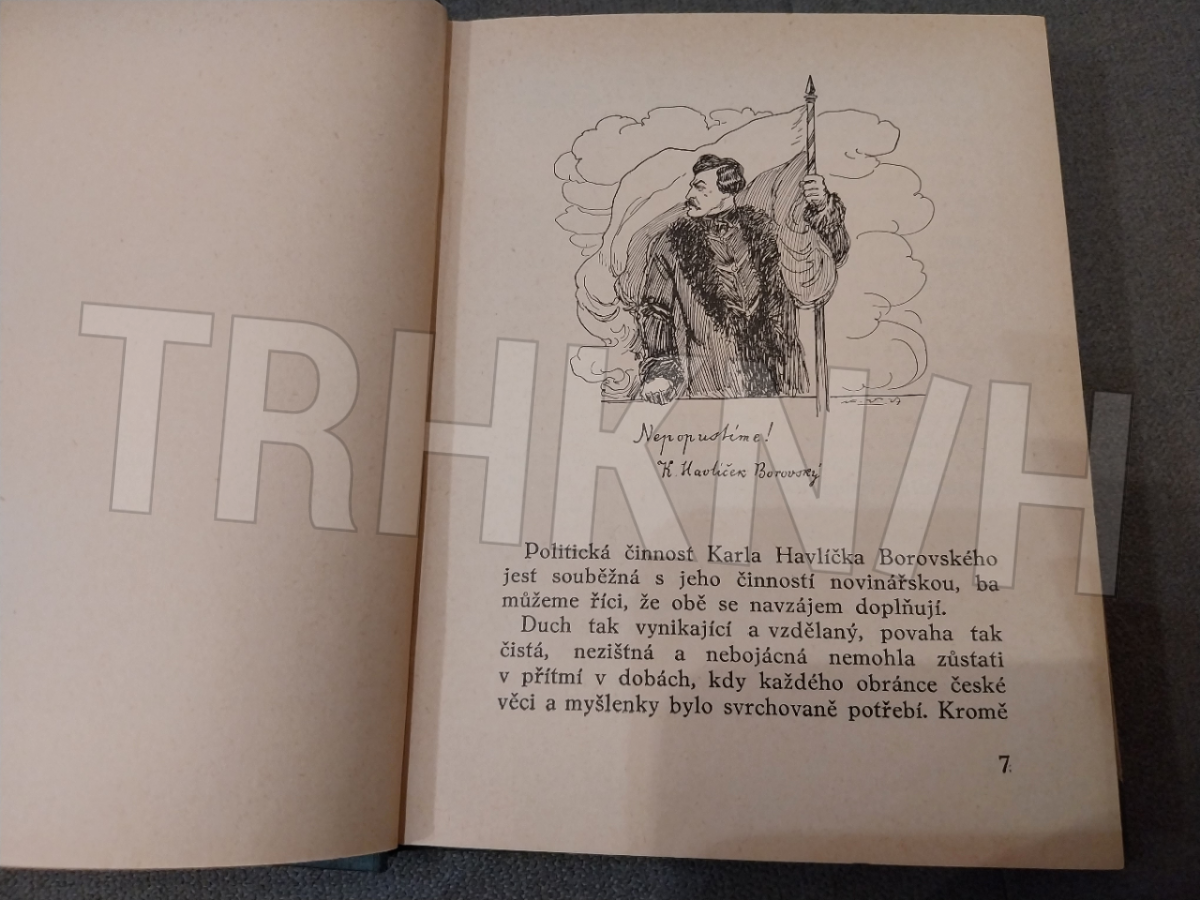 Nepopustíme!
K. Havlíček Borovský
TRHKNIH
Politická činnost Karla Havlíčka Borovského
jest souběžná s jeho činností novinářskou, ba
můžeme říci, že obě se navzájem doplňují.
Duch tak vynikající a vzdělaný, povaha tak
čistá, nezištná a nebojácná nemohla zůstati
v přítmí v dobách, kdy každého obránce české
věci a myšlenky bylo svrchovaně potřebí. Kromě
7